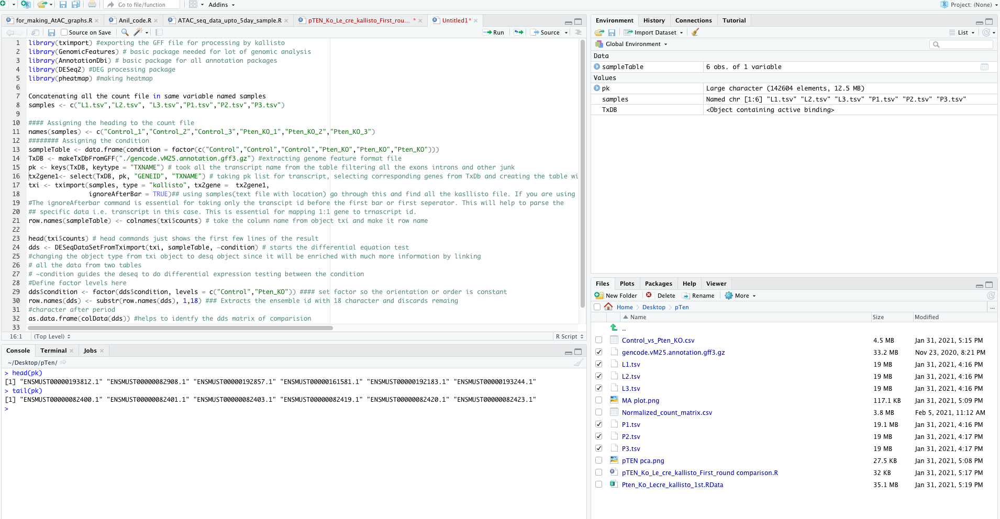 Go to file/function
Addins
Project: (None)
for_making_AtAC_graphs.R
Anil_code.R
ATAC_seq_data_upto_5day_sample.R
pTEN_Ko_Le_cre_kallisto_First_rou... *
Untitled1*
Source on Save
Run
Source
1 library(tximport) #exporting the GFF file for processing by kallisto
2 library(GenomicFeatures) # basic package needed for lot of genomic analysis
3 library(AnnotationDbi) # basic package for all annotation packages
4 library(DESeq2) #DEG processing package
5 library(pheatmap) #making heatmap
6
7 Concatenating all the count file in same variable named samples
8 samples <- c("L1.tsv","L2.tsv", "L3.tsv","P1.tsv","P2.tsv","P3.tsv")
9
10 #### Assigning the heading to the count file
11 names(samples) <- c("Control_1","Control_2","Control_3","Pten_KO_1","Pten_KO_2","Pten_KO_3")
12 ######## Assigning the condition
13 sampleTable <- data.frame(condition = factor(c("Control","Control","Control","Pten_KO","Pten_KO","Pten_KO")))
14 TxDB <- makeTxDbFromGFF("./gencode.vM25.annotation.gff3.gz") #extracting genome feature format file
15 pk <- keys(TxDB, keytype = "TXNAME") # took all the transcript name from the table filtering all the exons introns and other junk
16 tx2gene1<- select(TxDB, pk, "GENEID", "TXNAME") # taking pk list for transcript, selecting corresponding genes from TxDb and creating the table wi
17 txi <- tximport(samples, type = "kallisto", tx2gene =  tx2gene1,
18 ignoreAfterBar = TRUE)## using samples(text file with location) go through this and find all the kasllisto file. If you are using
19 #The ignoreAfterbar command is essential for taking only the transcipt id before the first bar or first seperator. This will help to parse the
20 ## specific data i.e. transcript in this case. This is essential for mapping 1:1 gene to trnascript id.
21 row.names(sampleTable) <- colnames(txi$counts) # take the column name from object txi and make it row name
22
23 head(txi$counts) # head commands just shows the first few lines of the result
24 dds <- DESeqDataSetFromTximport(txi, sampleTable, ~condition) # starts the differential equation test
25 #changing the object type from txi object to desq object since it will be enriched with much more information by linking
26 # all the data from two tables
27 # ~condition guides the deseq to do differential expression testing between the condition
28 #Define factor levels here
29 dds$condition <- factor(dds$condition, levels = c("Control","Pten_KO")) #### set factor so the orientation or order is constant
30 row.names(dds) <- substr(row.names(dds), 1,18) ### Extracts the ensemble id with 18 character and discards remaing
31 #character after period
32 as.data.frame(colData(dds)) #helps to identfy the dds matrix of comparision
33
16:1 (Top Level) R Script
Console Terminal Jobs
~/Desktop/pTen/
> head(pk)
[1] "ENSMUST00000193812.1" "ENSMUST00000082908.1" "ENSMUST00000192857.1" "ENSMUST00000161581.1" "ENSMUST00000192183.1" "ENSMUST00000193244.1"
> tail(pk)
[1] "ENSMUST00000082400.1" "ENSMUST00000082401.1" "ENSMUST00000082403.1" "ENSMUST00000082419.1" "ENSMUST00000082420.1" "ENSMUST00000082423.1"
>
Environment History Connections Tutorial
Import Dataset List
Global Environment
Data
sampleTable 6 obs. of 1 variable
Values
pk Large character (142604 elements, 12.5 MB)
samples Named chr [1:6] "L1.tsv" "L2.tsv" "L3.tsv" "P1.tsv" "P2.tsv" "P3.tsv"
TxDB <Object containing active binding>
Files Plots Packages Help Viewer
New Folder Delete Rename More
Home Desktop pTen ...
Name Size Modified
..
Control_vs_Pten_KO.csv 4.5 MB Jan 31, 2021, 5:15 PM
gencode.vM25.annotation.gff3.gz 33.2 MB Nov 23, 2020, 8:21 PM
L1.tsv 19 MB Jan 31, 2021, 4:16 PM
L2.tsv 19 MB Jan 31, 2021, 4:16 PM
L3.tsv 19 MB Jan 31, 2021, 4:16 PM
MA plot.png 117.1 KB Jan 31, 2021, 5:09 PM
Normalized_count_matrix.csv 3.8 MB Feb 5, 2021, 11:12 AM
P1.tsv 19.1 MB Jan 31, 2021, 4:16 PM
P2.tsv 19 MB Jan 31, 2021, 4:17 PM
P3.tsv 19 MB Jan 31, 2021, 4:17 PM
pTEN pca.png 27.5 KB Jan 31, 2021, 5:08 PM
pTEN_Ko_Le_cre_kallisto_First_round comparison.R 32 KB Jan 31, 2021, 5:17 PM
Pten_Ko_Lecre_kallisto_1st.RData 35.1 MB Jan 31, 2021, 5:19 PM